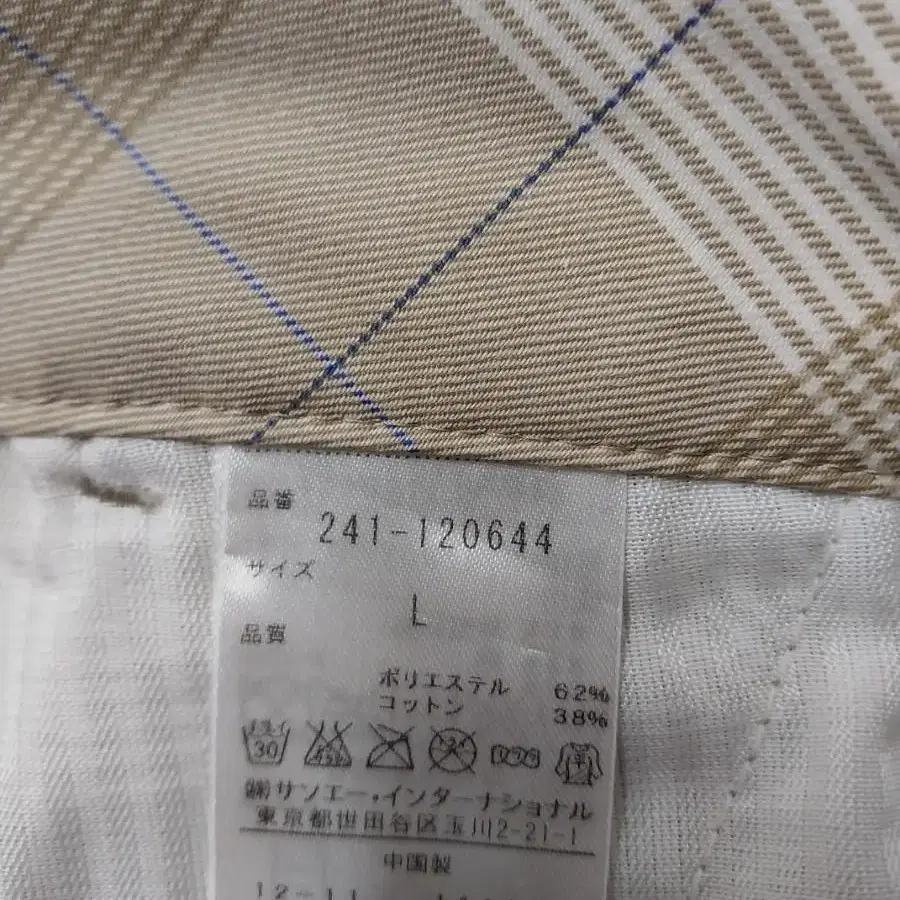 品番
241-120644
サイズ
L
品質
ポリエステル 62%
コットン 38%
30
㈱サンエー・インターナショナル
東京都世田谷区玉川2-21-1
中国製
12-11